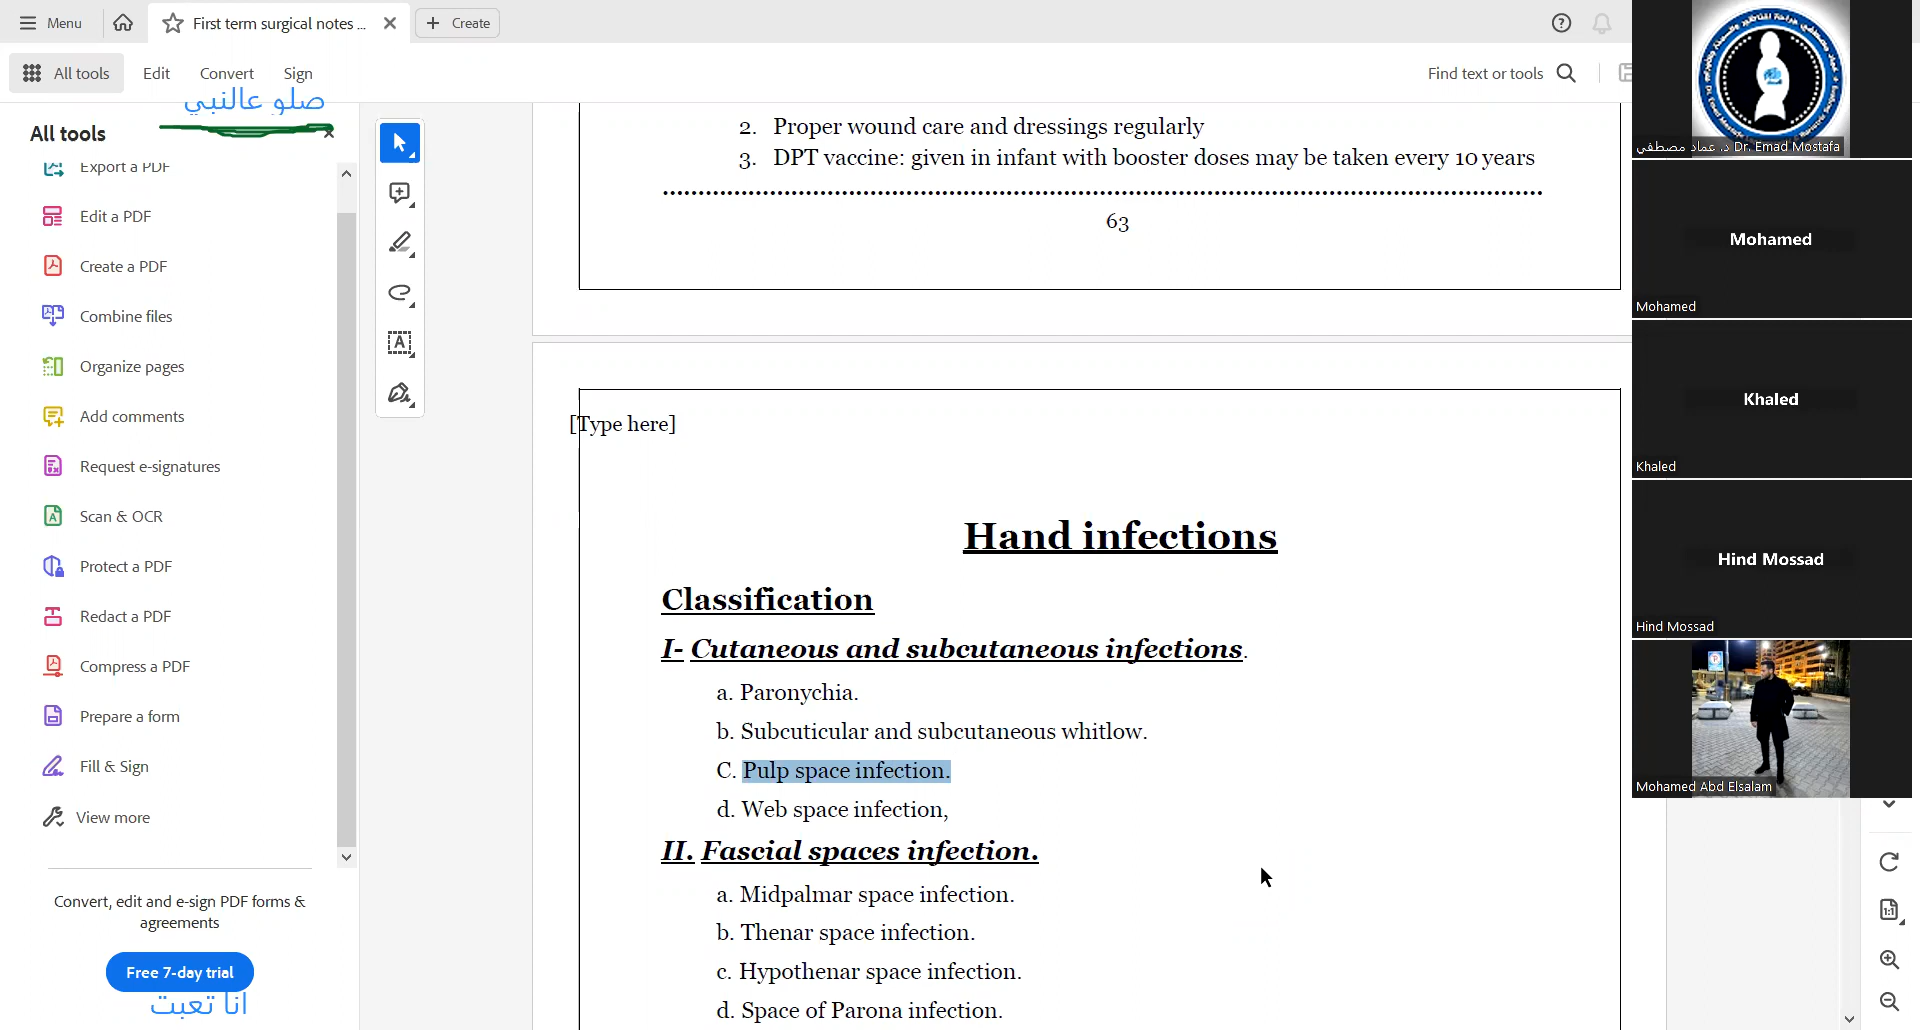 Menu
First term surgical notes ...
Create
All tools
Edit
Convert
Sign
Find text or tools
صلو عالنبي
All tools
Export a PDF
Edit a PDF
Create a PDF
Combine files
Organize pages
Add comments
Request e-signatures
Scan & OCR
Protect a PDF
Redact a PDF
Compress a PDF
Prepare a form
Fill & Sign
View more
Convert, edit and e-sign PDF forms &
agreements
Free 7-day trial
انا تعبت
2. Proper wound care and dressings regularly
3. DPT vaccine: given in infant with booster doses may be taken every 10 years
63
[Type here]
Hand infections
Classification
I- Cutaneous and subcutaneous infections.
a. Paronychia.
b. Subcuticular and subcutaneous whitlow.
C. Pulp space infection.
d. Web space infection,
II. Fascial spaces infection.
a. Midpalmar space infection.
b. Thenar space infection.
c. Hypothenar space infection.
d. Space of Parona infection.
د. عماد مصطفي Dr. Emad Mostafa
Mohamed
Mohamed
Khaled
Khaled
Hind Mossad
Hind Mossad
Mohamed Abd Elsalam